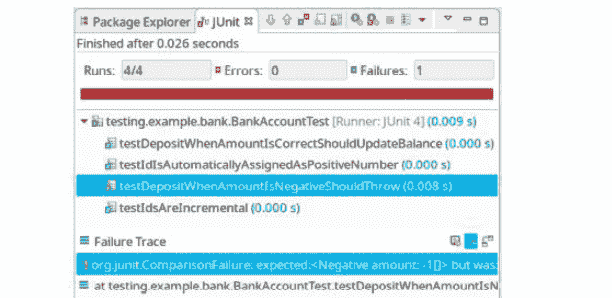 Package Explorer JUnit
Finished after 0.026 seconds
Runs: 4/4 Errors: 0 Failures: 1
testing.example.bank.BankAccountTest [Runner: JUnit 4] (0.009 s)
testDepositWhenAmountIsCorrectShouldUpdateBalance (0.000 s)
testIdIsAutomaticallyAssignedAsPositiveNumber (0.000 s)
testDepositWhenAmountIsNegativeShouldThrow (0.008 s)
testIdsAreIncremental (0.000 s)
Failure Trace
org.junit.ComparisonFailure: expected:<Negative amount: -1[]> but was:
at testing.example.bank.BankAccountTest.testDepositWhenAmountIsN